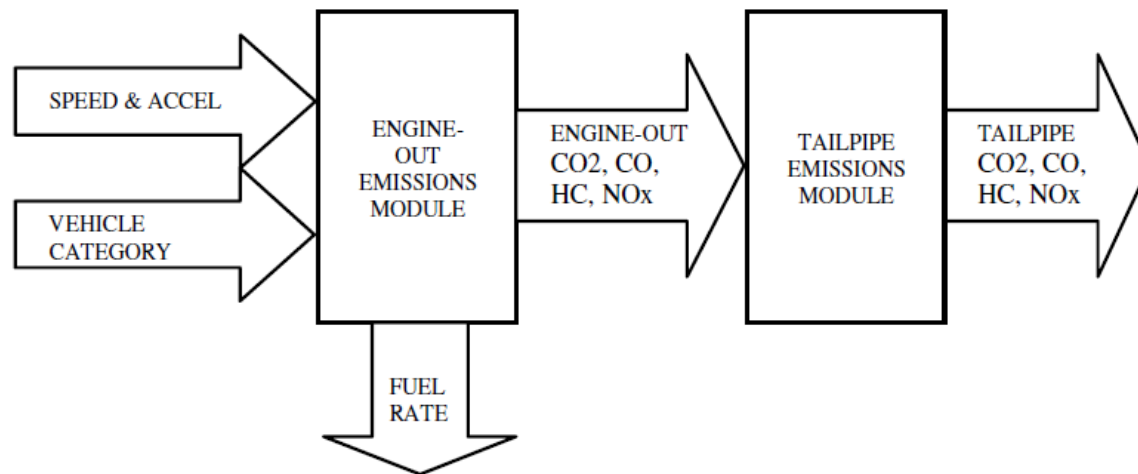 SPEED & ACCEL
VEHICLE
CATEGORY
ENGINE-
OUT
EMISSIONS
MODULE
FUEL
RATE
ENGINE-OUT
CO2, CO,
HC, NOx
TAILPIPE
EMISSIONS
MODULE
TAILPIPE
CO2, CO,
HC, NOx